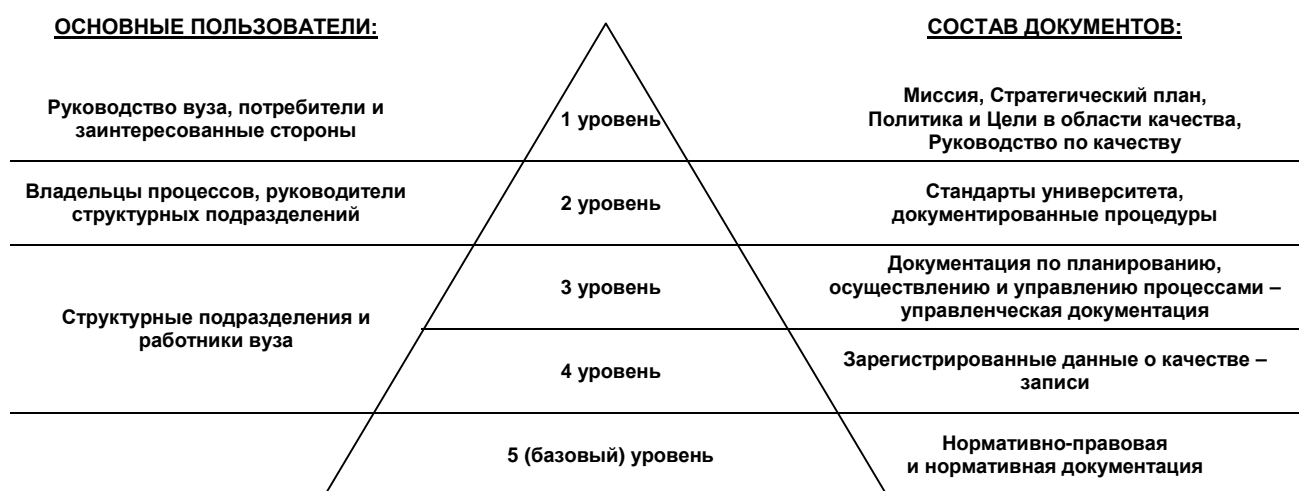 ОСНОВНЫЕ ПОЛЬЗОВАТЕЛИ:
СОСТАВ ДОКУМЕНТОВ:
Руководство вуза, потребители и
заинтересованные стороны
1 уровень
Миссия, Стратегический план,
Политика и Цели в области качества,
Руководство по качеству
Владельцы процессов, руководители
структурных подразделений
2 уровень
Стандарты университета,
документированные процедуры
Структурные подразделения и
работники вуза
3 уровень
Документация по планированию,
осуществлению и управлению процессами –
управленческая документация
4 уровень
Зарегистрированные данные о качестве –
записи
5 (базовый) уровень
Нормативно-правовая
и нормативная документация